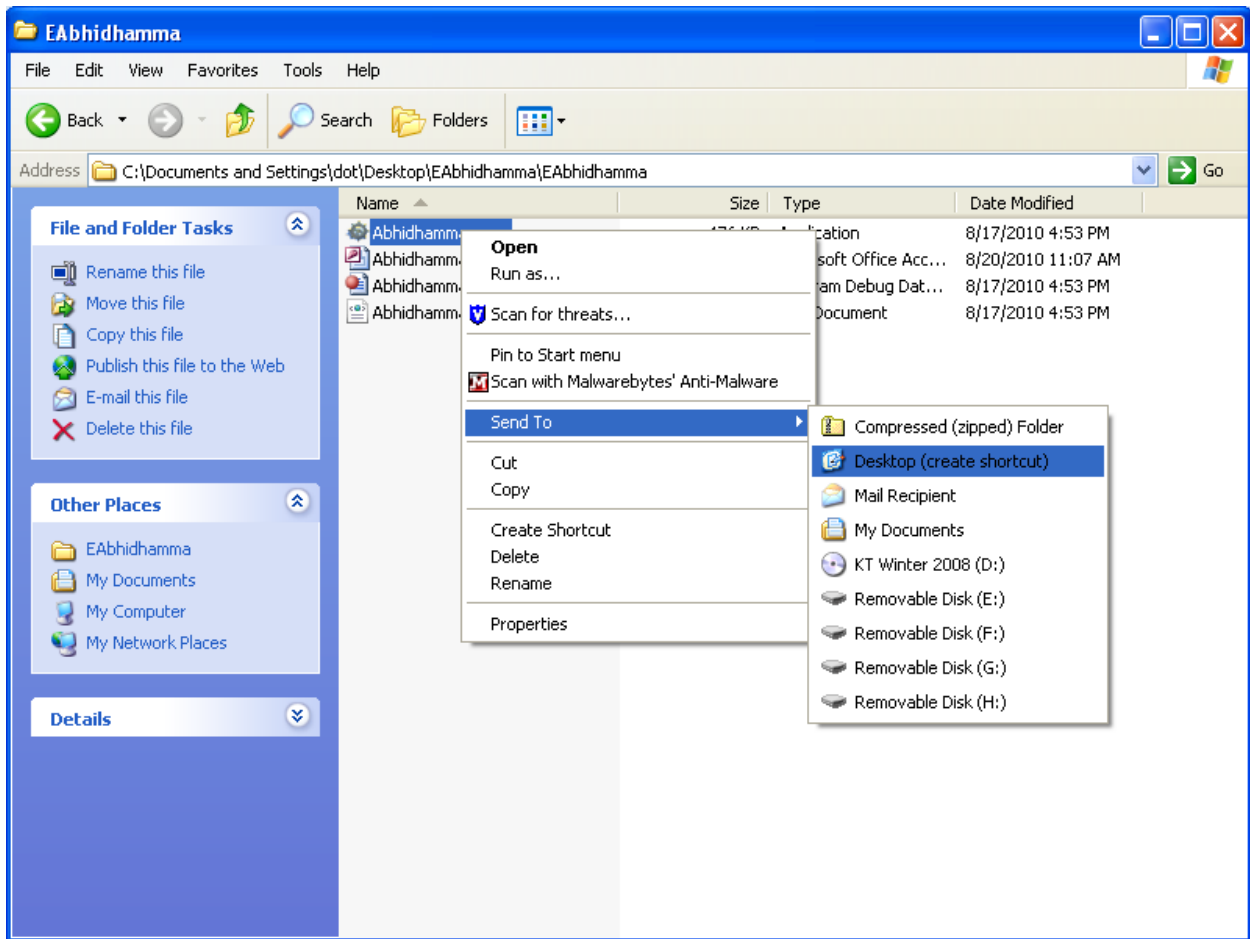 EAbhidhamma
File Edit View Favorites Tools Help
Back Search Folders
Address C:\Documents and Settings\dot\Desktop\EAbhidhamma\EAbhidhamma Go
File and Folder Tasks
Rename this file
Move this file
Copy this file
Publish this file to the Web
E-mail this file
Delete this file
Other Places
EAbhidhamma
My Documents
My Computer
My Network Places
Details
Name Size Type Date Modified
Abhidhamm 8/17/2010 4:53 PM
Abhidhamm soft Office Acc... 8/20/2010 11:07 AM
Abhidhamm am Debug Dat... 8/17/2010 4:53 PM
Abhidhamm Document 8/17/2010 4:53 PM
Open
Run as...
Scan for threats...
Pin to Start menu
Scan with Malwarebytes' Anti-Malware
Send To
Cut
Copy
Create Shortcut
Delete
Rename
Properties
Compressed (zipped) Folder
Desktop (create shortcut)
Mail Recipient
My Documents
KT Winter 2008 (D:)
Removable Disk (E:)
Removable Disk (F:)
Removable Disk (G:)
Removable Disk (H:)